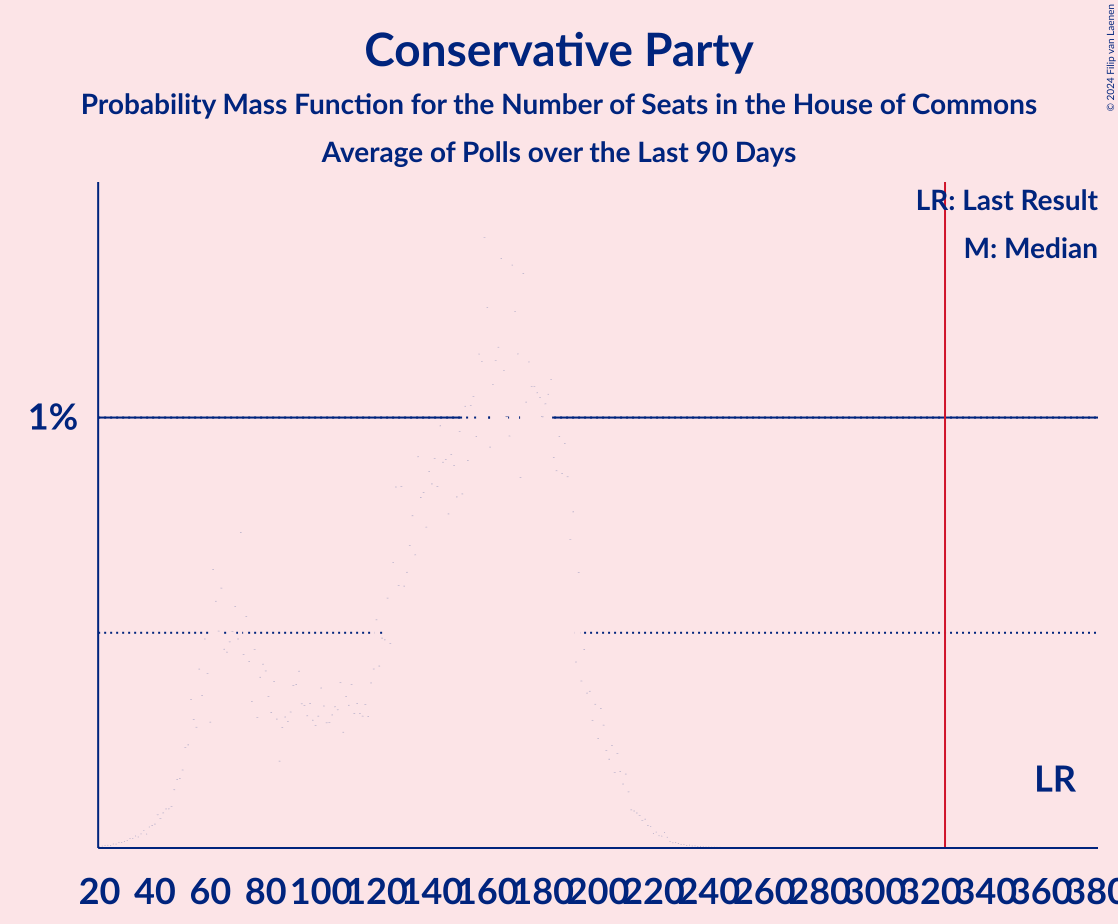 Conservative Party
Probability Mass Function for the Number of Seats in the House of Commons
Average of Polls over the Last 90 Days
© 2024 Filip van Laenen
LR: Last Result
M: Median
1%
LR
20 40 60 80 100 120 140 160 180 200 220 240 260 280 300 320 340 360 380